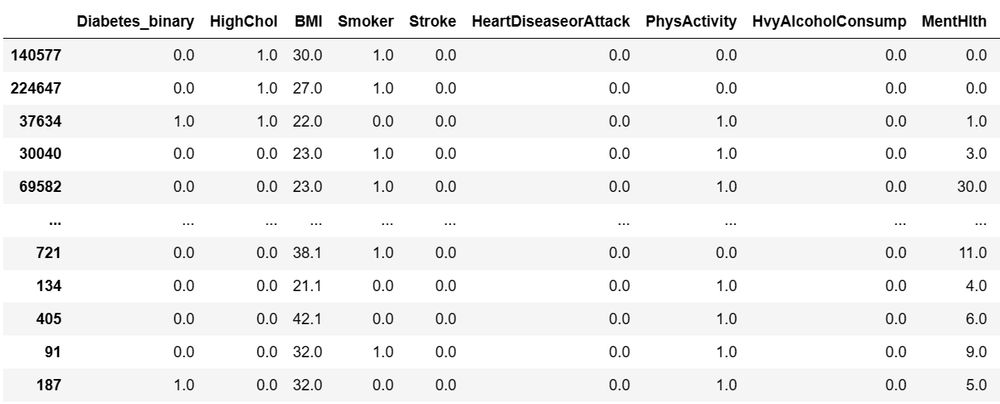 Diabetes_binary HighChol BMI Smoker Stroke HeartDiseaseorAttack PhysActivity HvyAlcoholConsump MentHlth
140577 0.0 1.0 30.0 1.0 0.0 0.0 0.0 0.0 0.0
224647 0.0 1.0 27.0 1.0 0.0 0.0 0.0 0.0 0.0
37634 1.0 1.0 22.0 0.0 0.0 0.0 1.0 0.0 1.0
30040 0.0 0.0 23.0 1.0 0.0 0.0 1.0 0.0 3.0
69582 0.0 0.0 23.0 1.0 0.0 0.0 1.0 0.0 30.0
... ... ... ... ... ... ... ... ... ...
721 0.0 0.0 38.1 1.0 0.0 0.0 0.0 0.0 11.0
134 0.0 0.0 21.1 0.0 0.0 0.0 1.0 0.0 4.0
405 0.0 0.0 42.1 0.0 0.0 0.0 1.0 0.0 6.0
91 0.0 0.0 32.0 1.0 0.0 0.0 1.0 0.0 9.0
187 1.0 0.0 32.0 0.0 0.0 0.0 1.0 0.0 5.0